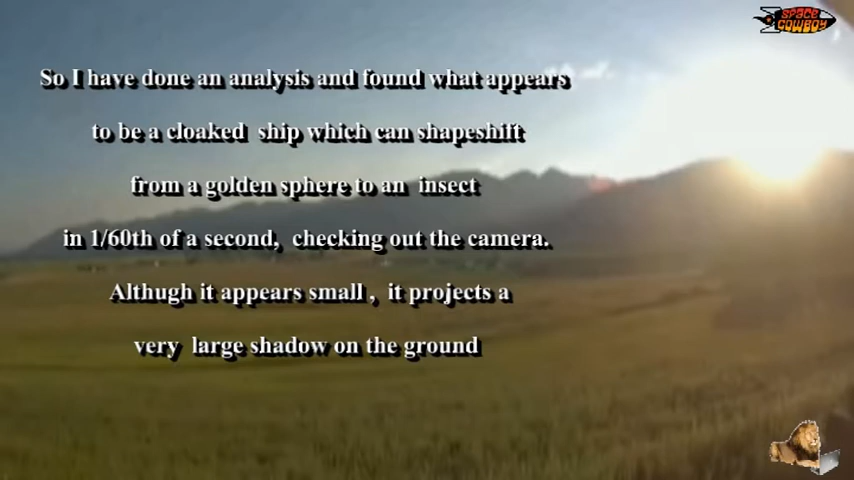 SPACE
COWBOY
So I have done an analysis and found what appears
to be a cloaked ship which can shapeshift
from a golden sphere to an insect
in 1/60th of a second, checking out the camera.
Althugh it appears small , it projects a
very large shadow on the ground